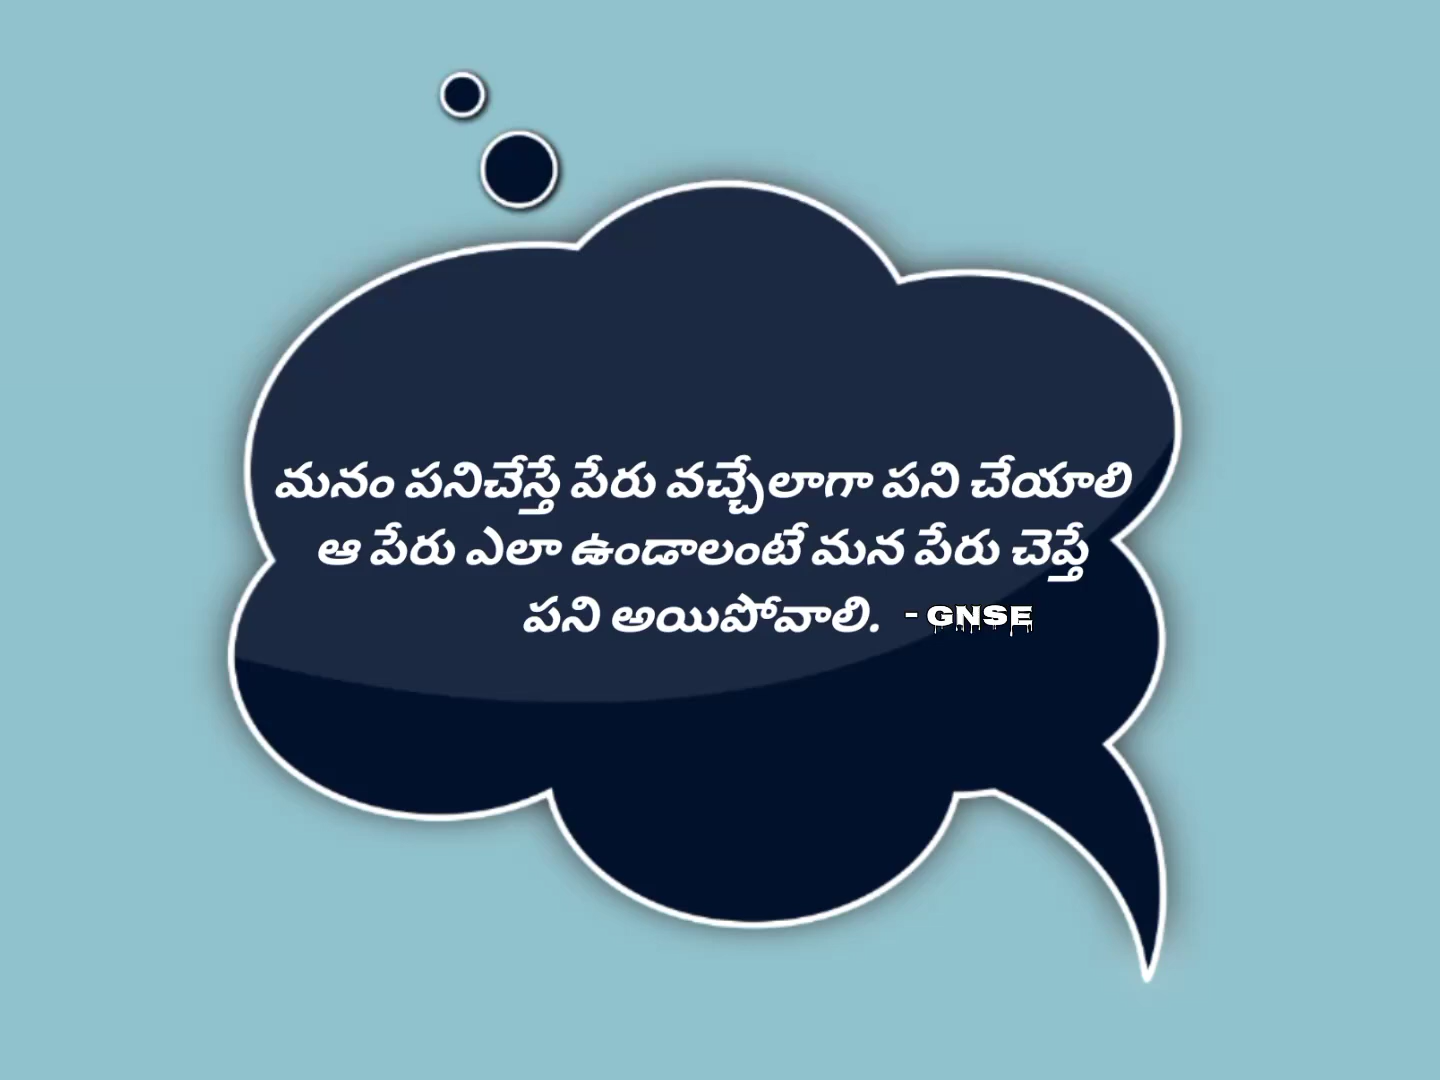 మనం పనిచేస్తే పేరు వచ్చేలాగా పని చేయాలి
ఆ పేరు ఎలా ఉండాలంటే మన పేరు చెప్తే
పని అయిపోవాలి. - GNSE